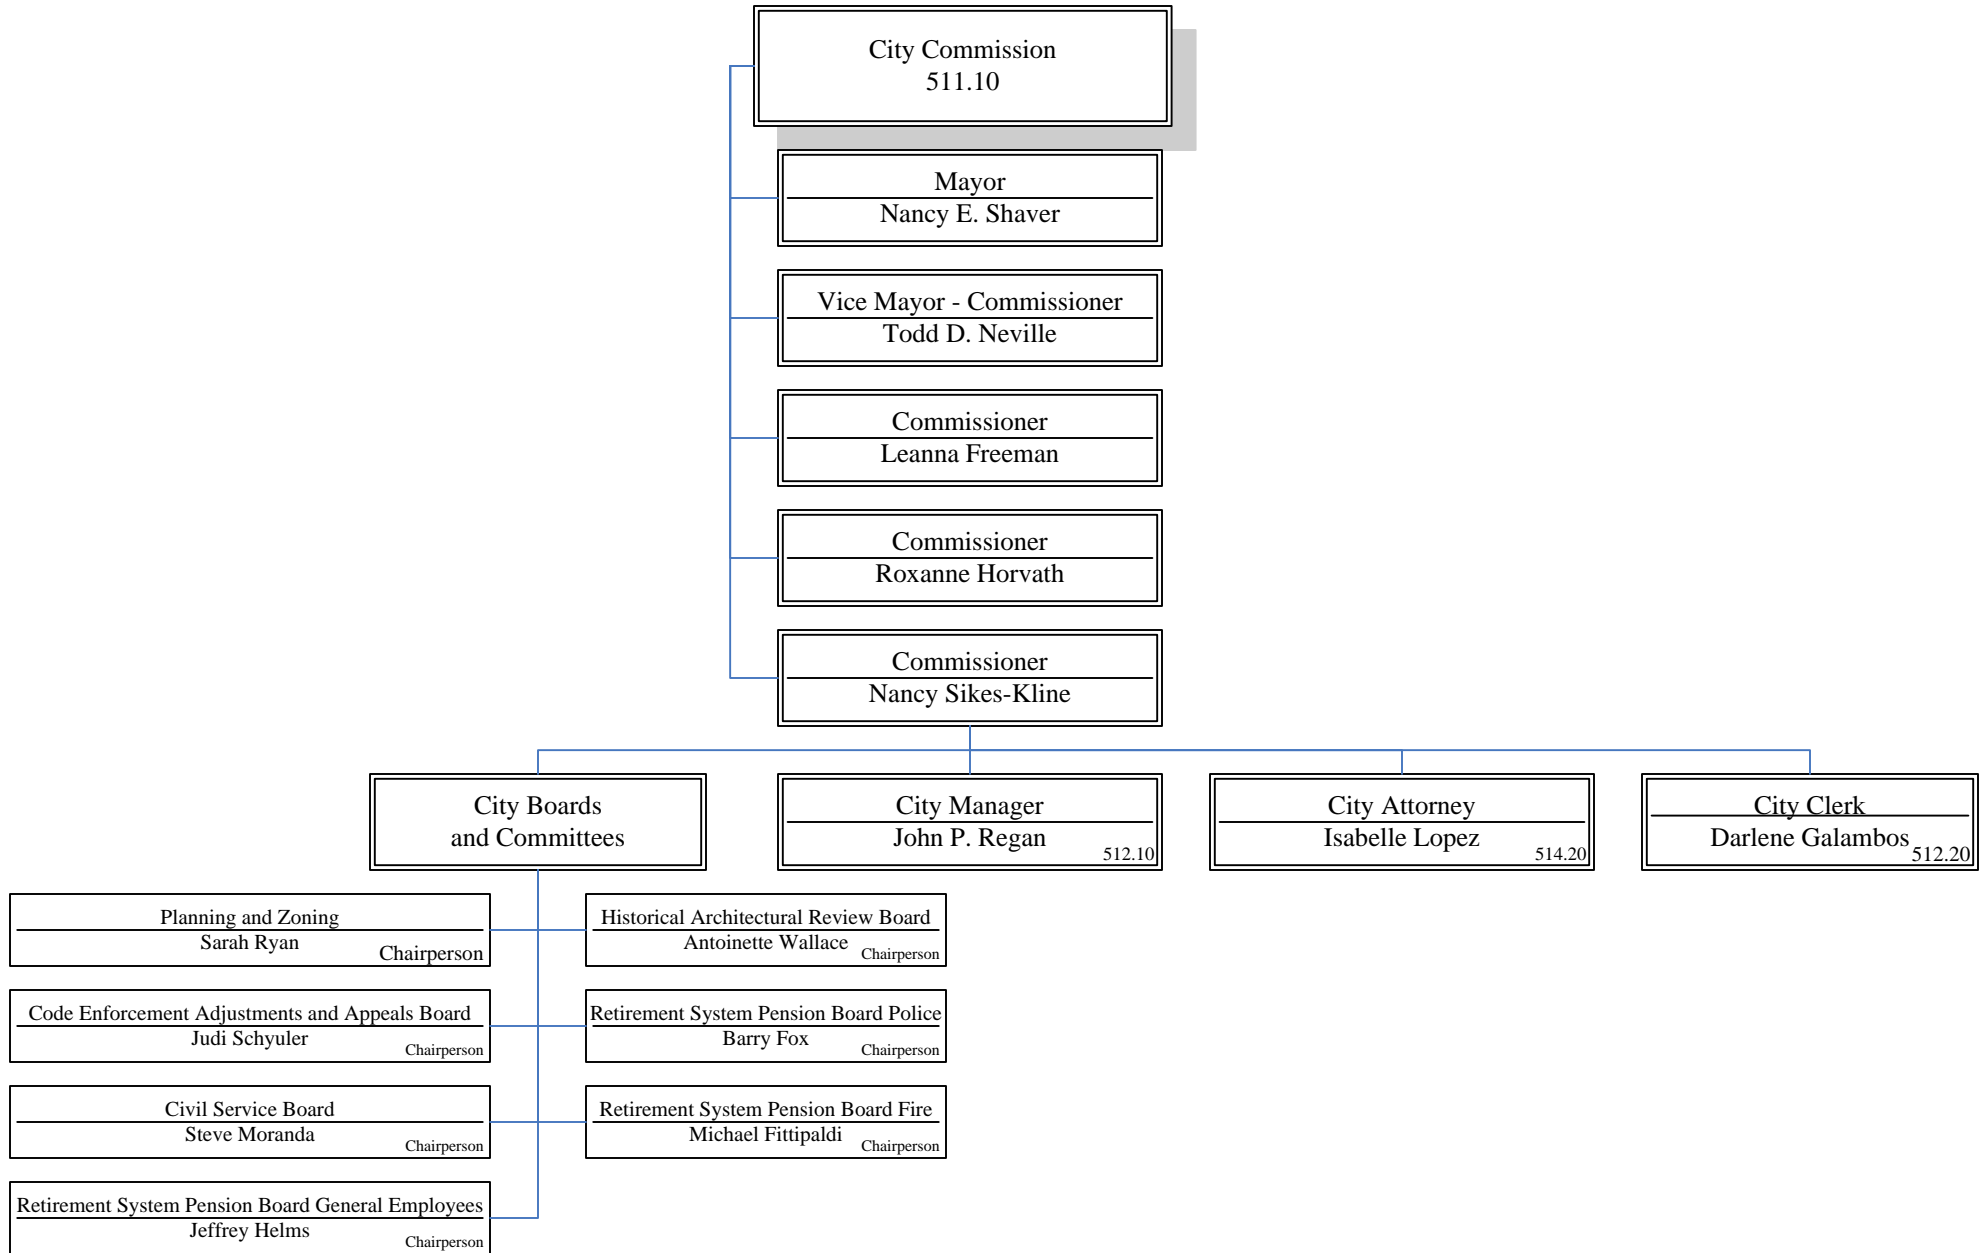 City Commission
511.10
Mayor
Nancy E. Shaver
Vice Mayor - Commissioner
Todd D. Neville
Commissioner
Leanna Freeman
Commissioner
Roxanne Horvath
Commissioner
Nancy Sikes-Kline
City Boards
and Committees
City Manager
John P. Regan
512.10
City Attorney
Isabelle Lopez
514.20
City Clerk
Darlene Galambos
512.20
Planning and Zoning
Sarah Ryan
Chairperson
Historical Architectural Review Board
Antoinette Wallace
Chairperson
Code Enforcement Adjustments and Appeals Board
Judi Schyuler
Chairperson
Retirement System Pension Board Police
Barry Fox
Chairperson
Civil Service Board
Steve Moranda
Chairperson
Retirement System Pension Board Fire
Michael Fittipaldi
Chairperson
Retirement System Pension Board General Employees
Jeffrey Helms
Chairperson